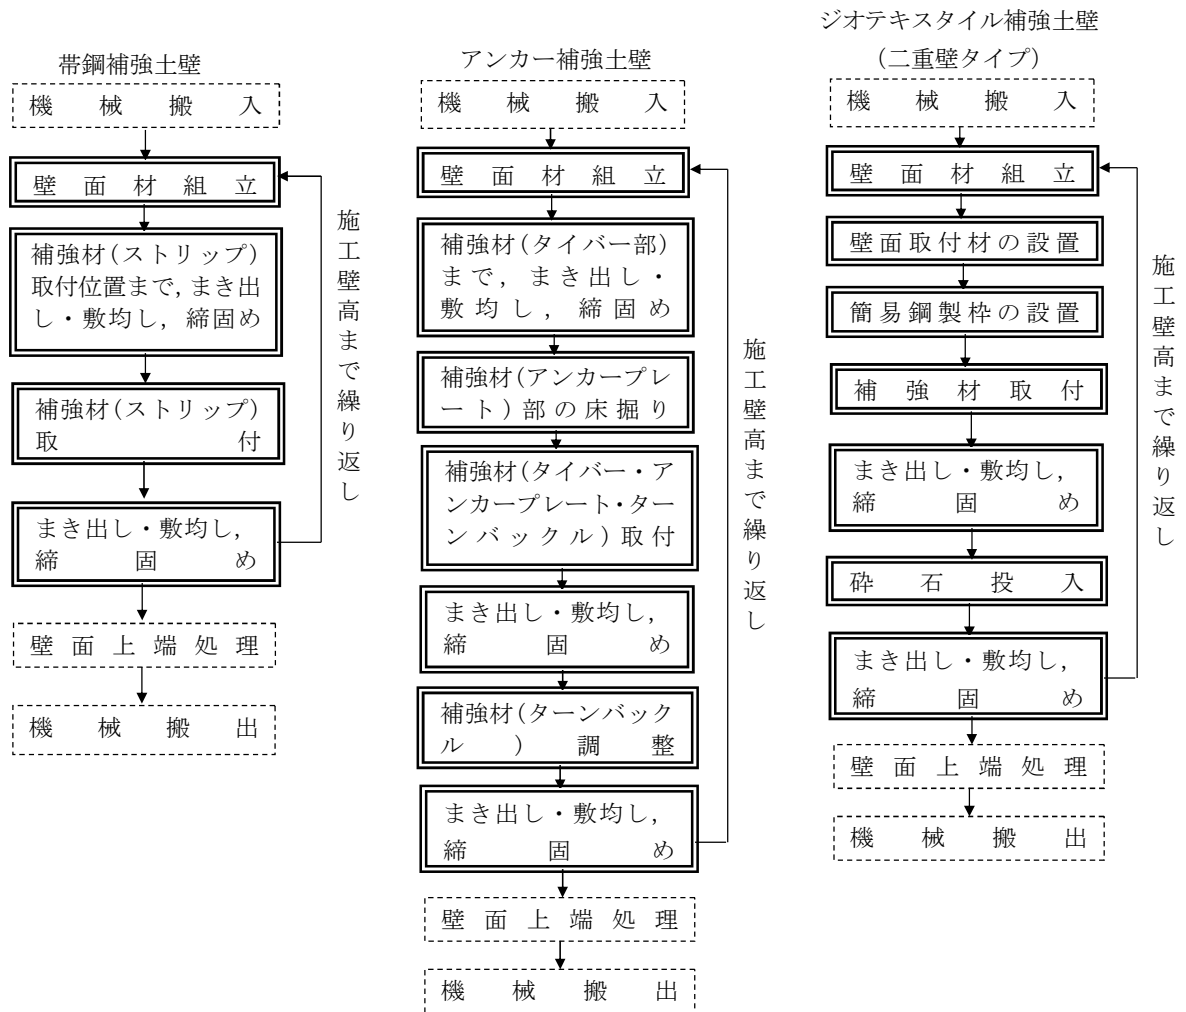 帯鋼補強土壁
機械搬入
壁面材組立
補強材(ストリップ)
取付位置まで,まき出
し・敷均し,締固め
補強材(ストリップ)
取付
まき出し・敷均し,
締固め
壁面上端処理
機械搬出
施工壁高まで繰り返し
アンカー補強土壁
機械搬入
壁面材組立
補強材(タイバー部)
まで,まき出し・
敷均し,締固め
補強材(アンカープレ
ート)部の床掘り
補強材(タイバー・ア
ンカープレート・ター
ンバックル)取付
まき出し・敷均し,
締固め
補強材(ターンバック
ル)調整
まき出し・敷均し,
締固め
壁面上端処理
機械搬出
施工壁高まで繰り返し
ジオテキスタイル補強土壁
(二重壁タイプ)
機械搬入
壁面材組立
壁面取付材の設置
簡易鋼製枠の設置
補強材取付
まき出し・敷均し,
締固め
砕石投入
まき出し・敷均し,
締固め
壁面上端処理
機械搬出
施工壁高まで繰り返し